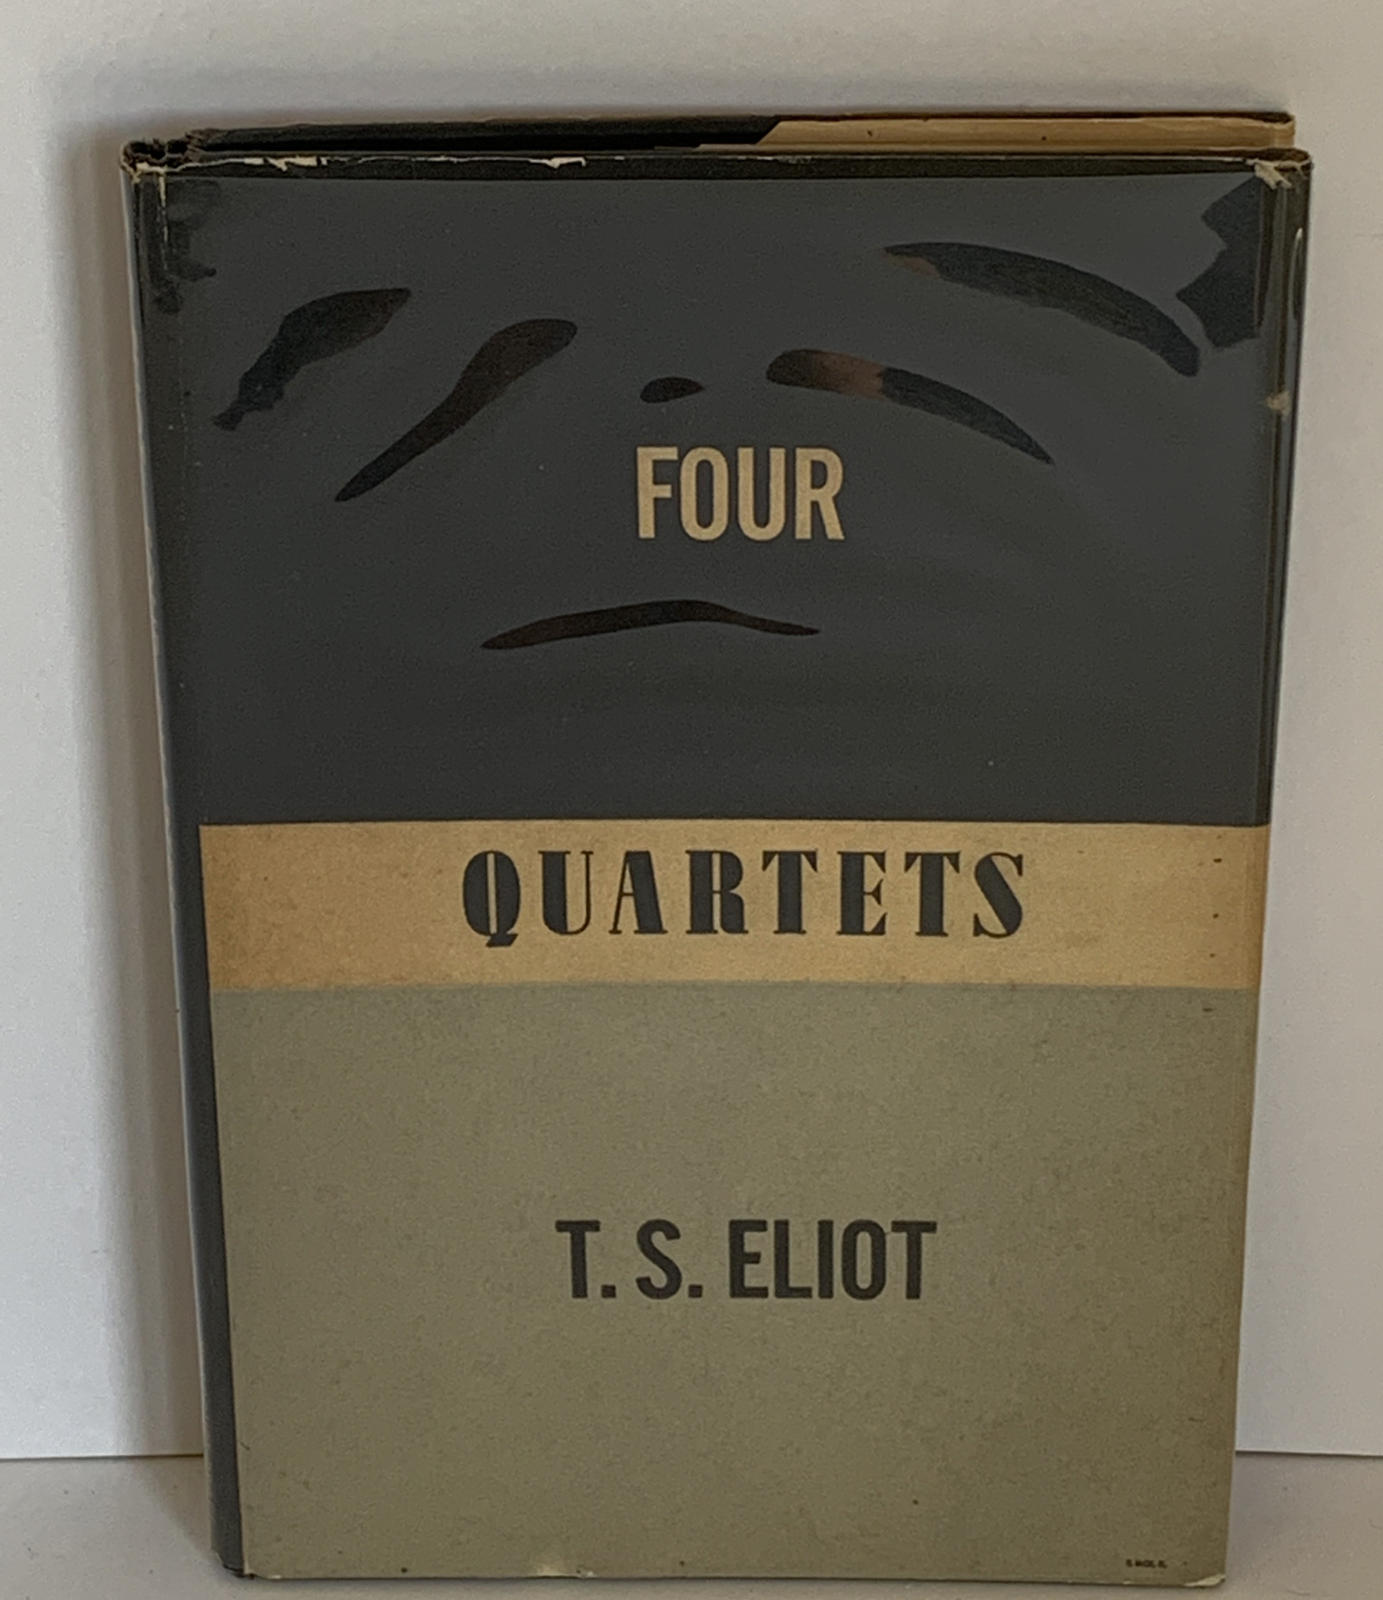 FOUR
QUARTETS
T. S. ELIOT